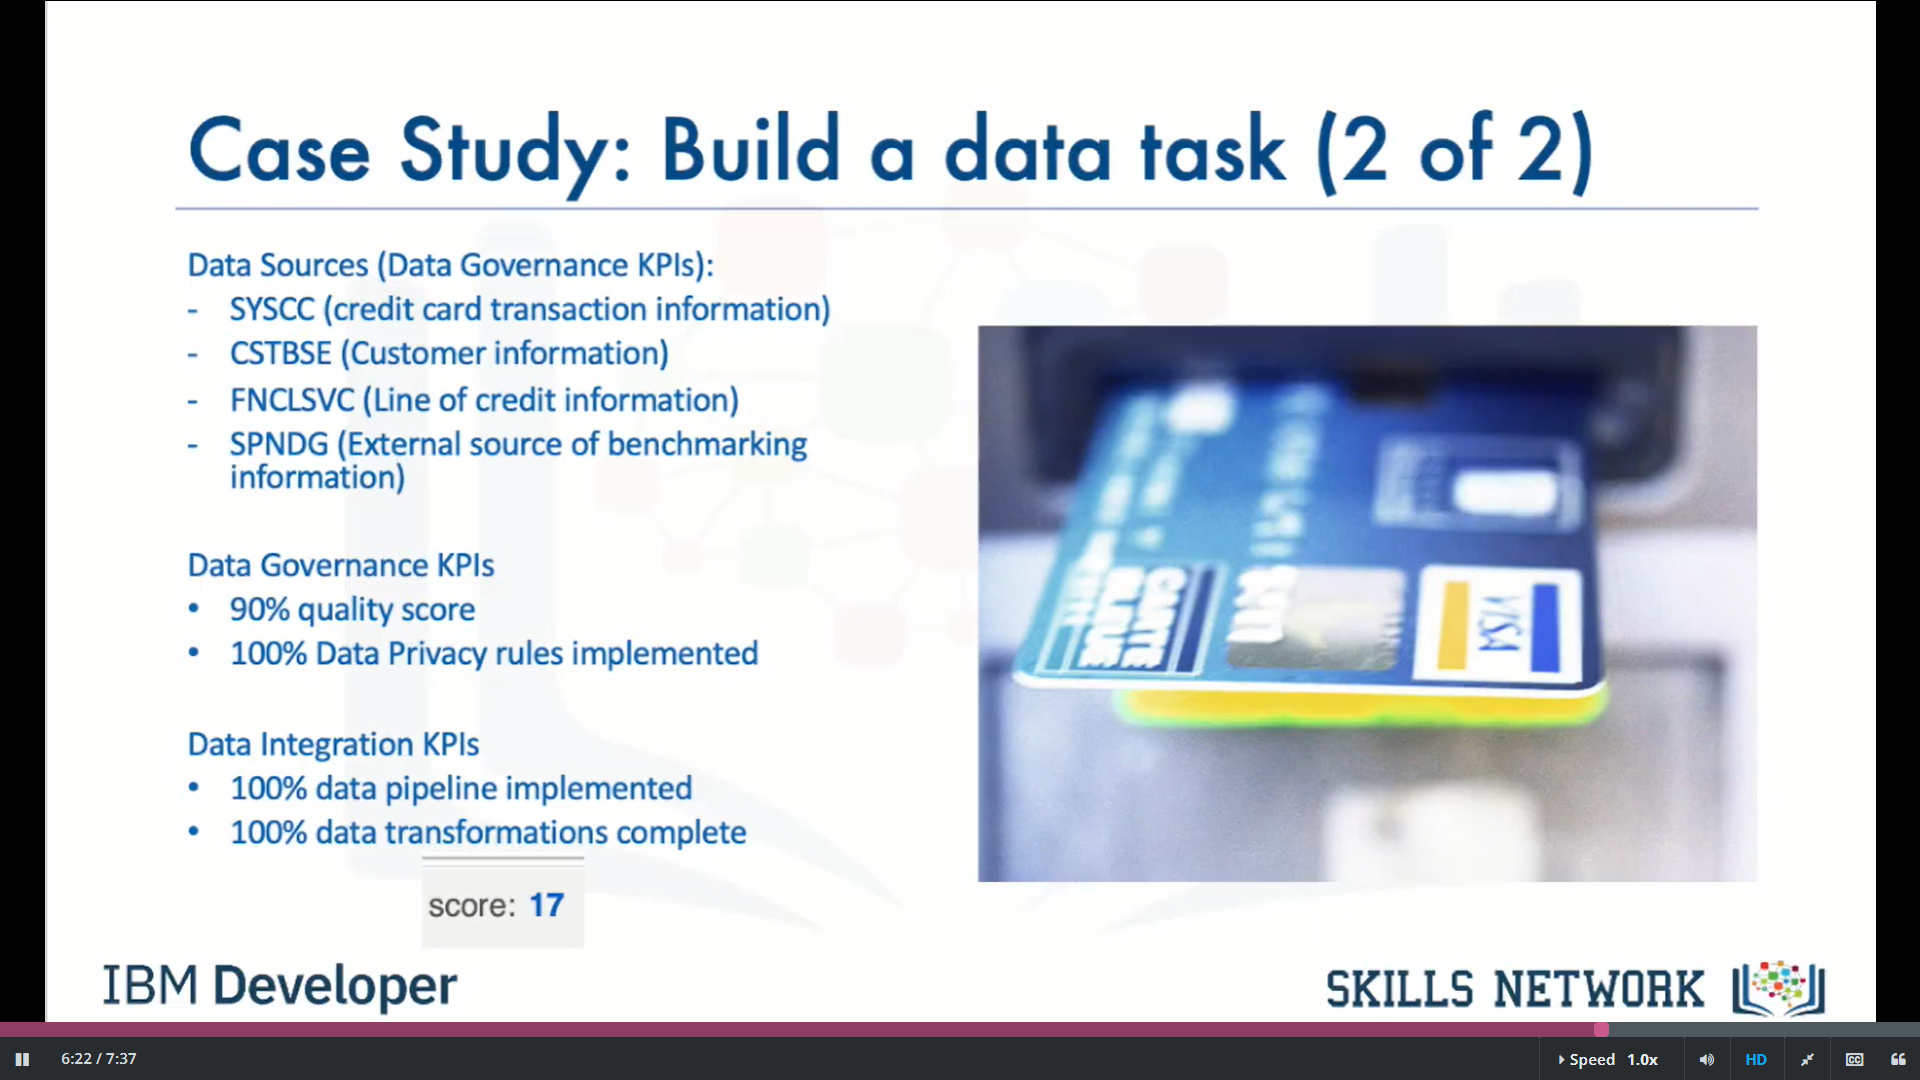 Case Study: Build a data task (2 of 2)
Data Sources (Data Governance KPIs):
- SYSCC (credit card transaction information)
- CSTBSE (Customer information)
- FNCLSVC (Line of credit information)
- SPNDG (External source of benchmarking
information)
Data Governance KPIs
• 90% quality score
• 100% Data Privacy rules implemented
Data Integration KPIs
• 100% data pipeline implemented
• 100% data transformations complete
score: 17
CARTE
BLEUE
VISA
IBM Developer
SKILLS NETWORK
6:22 / 7:37
Speed 1.0x
HD
CC